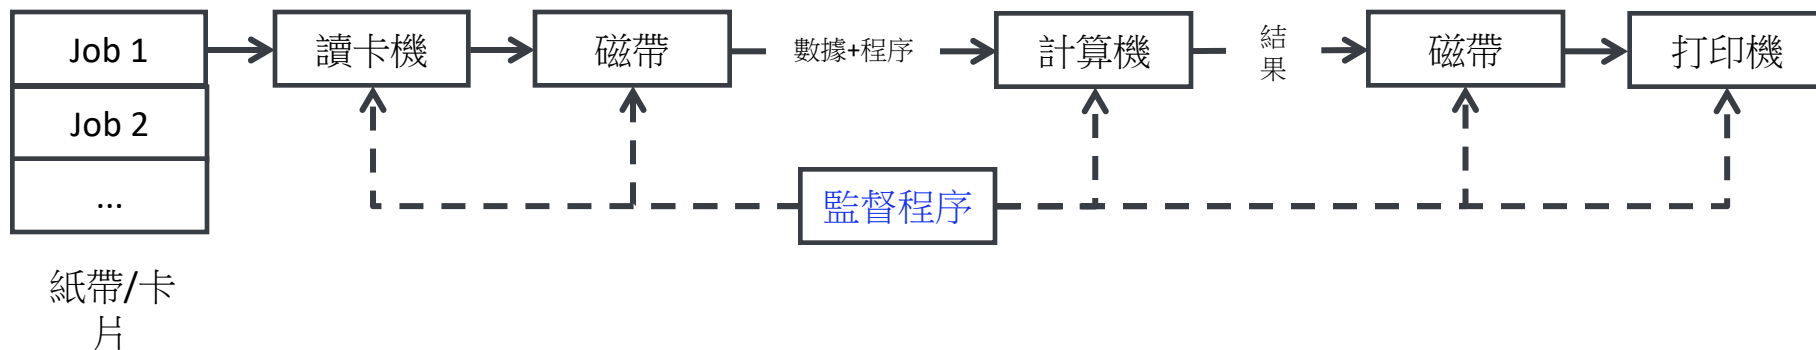 Job 1
讀卡機
磁帶
數據+程序
計算機
結
果
磁帶
打印機
Job 2
...
監督程序
紙帶/卡
片